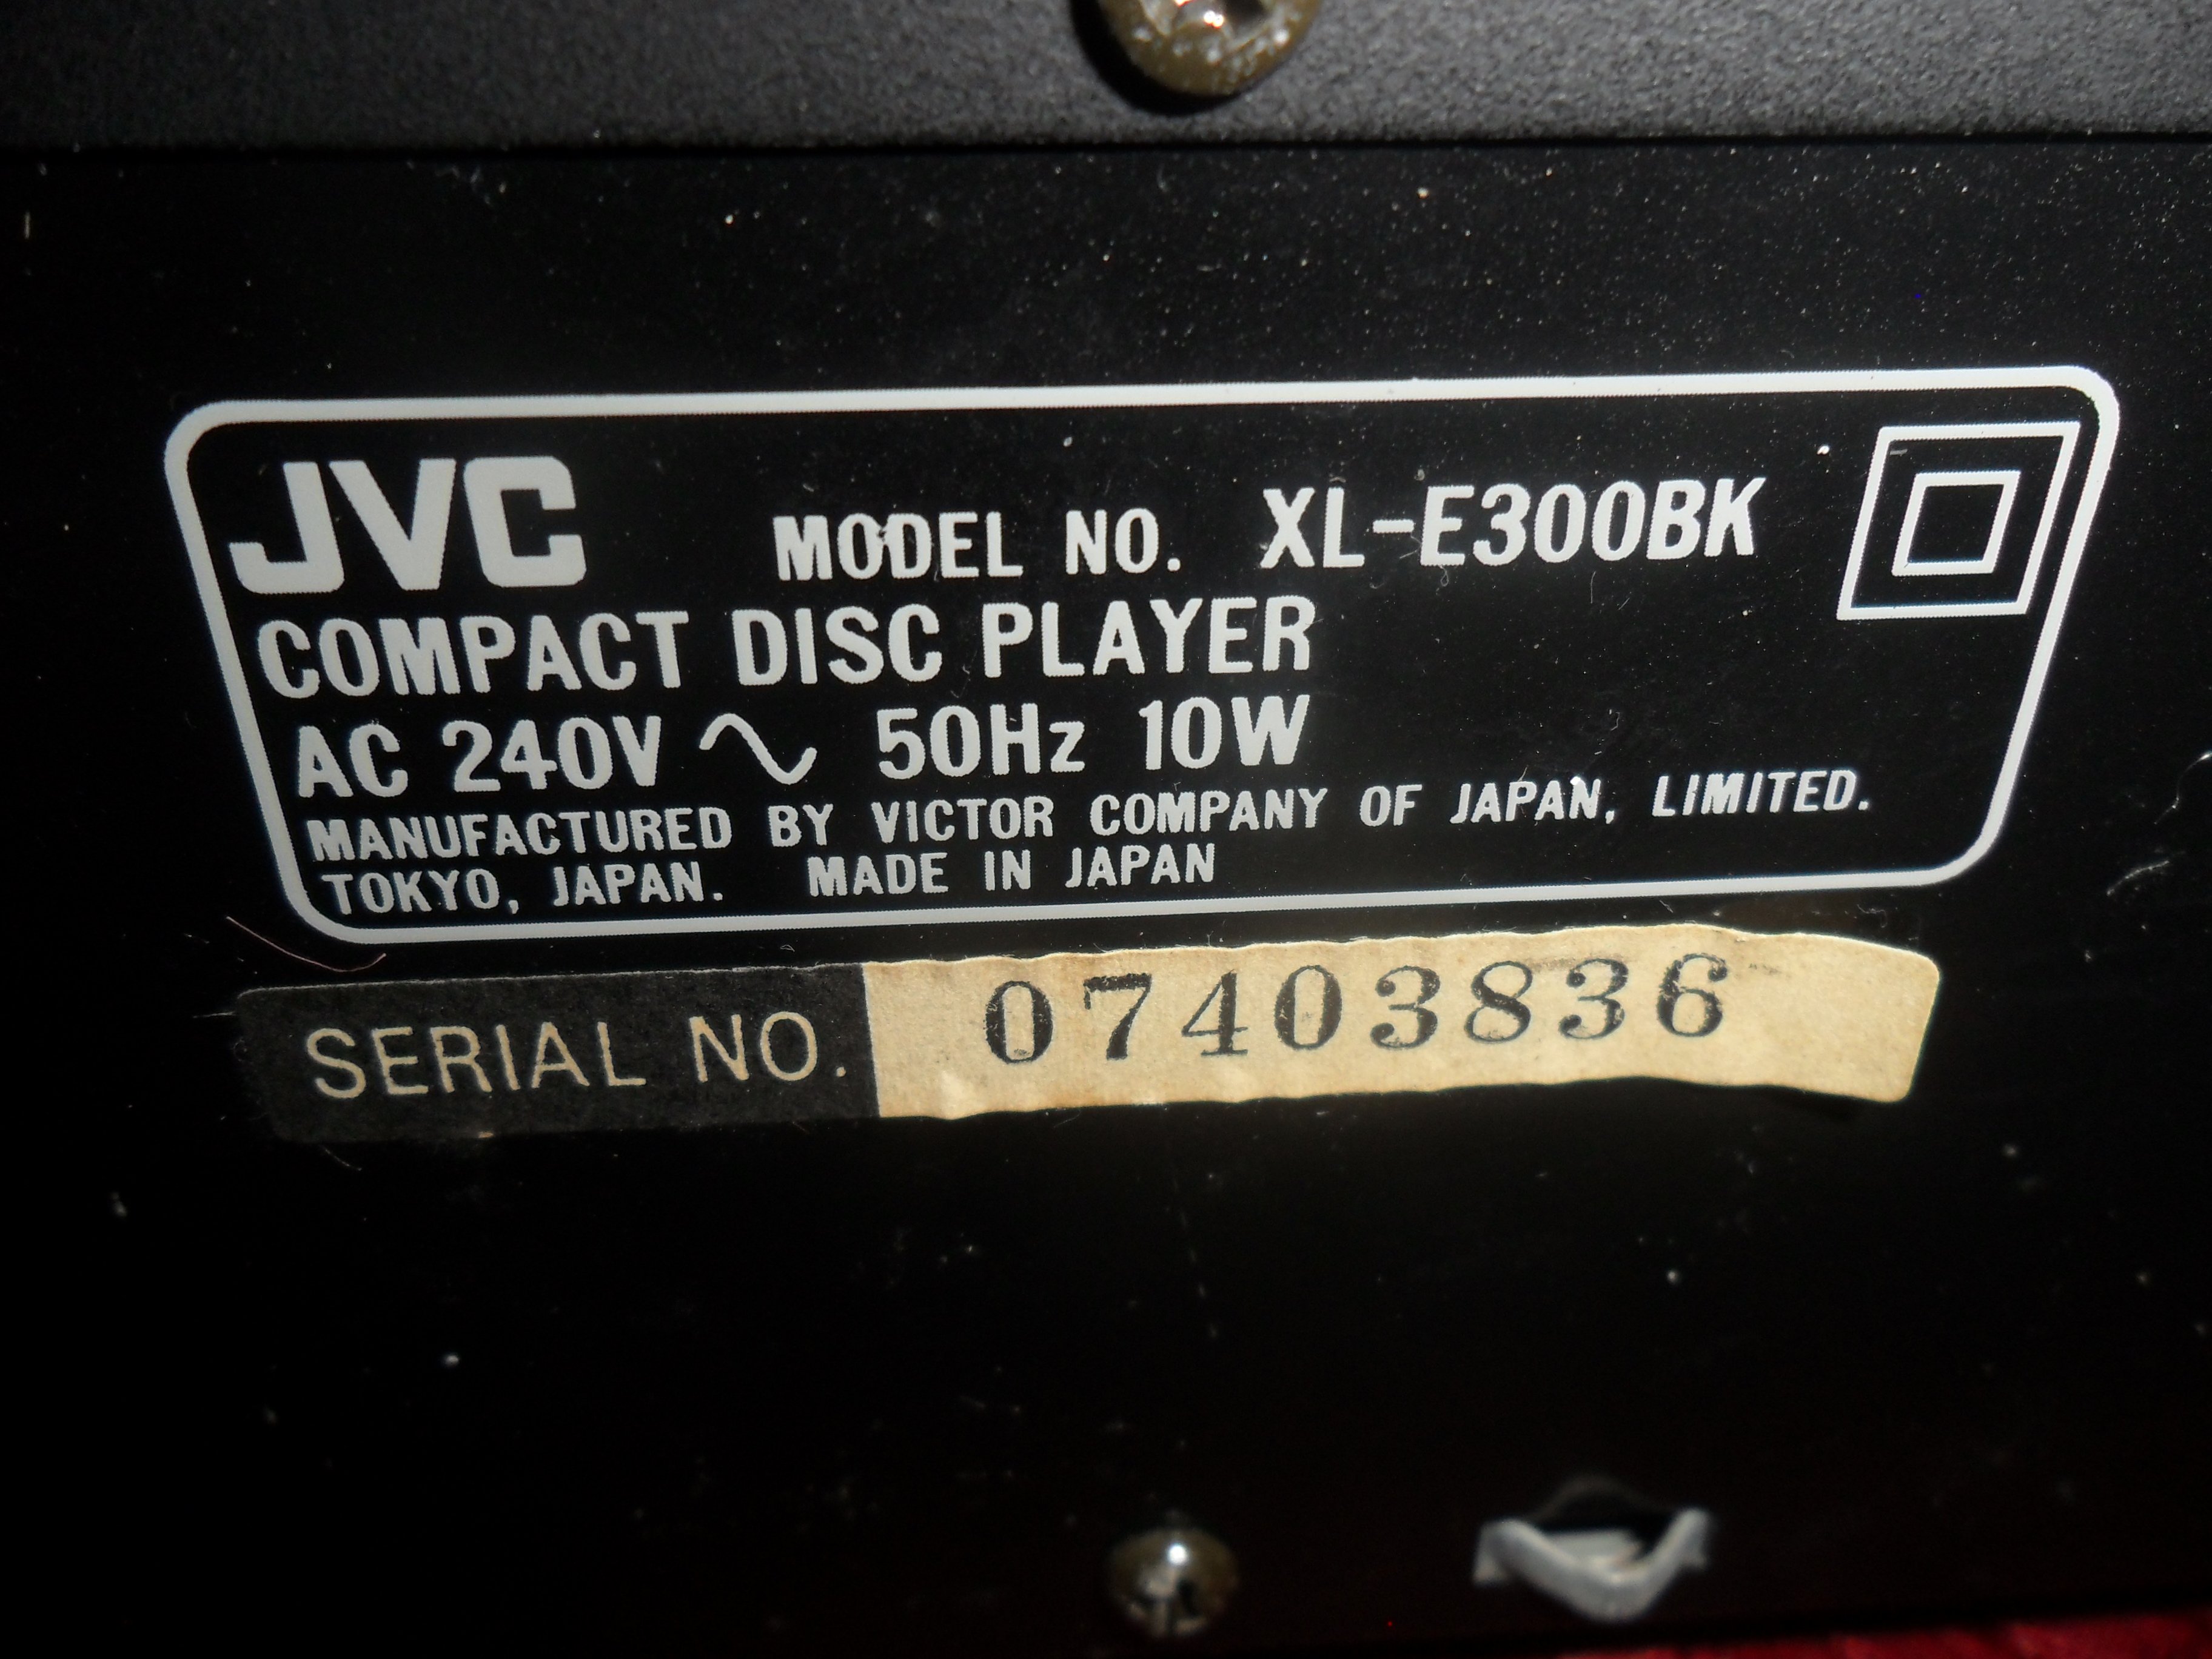 JVC MODEL NO. XL-E300BK
COMPACT DISC PLAYER
AC 240V ∿ 50Hz 10W
MANUFACTURED BY VICTOR COMPANY OF JAPAN, LIMITED.
TOKYO, JAPAN. MADE IN JAPAN
SERIAL NO. 07403836